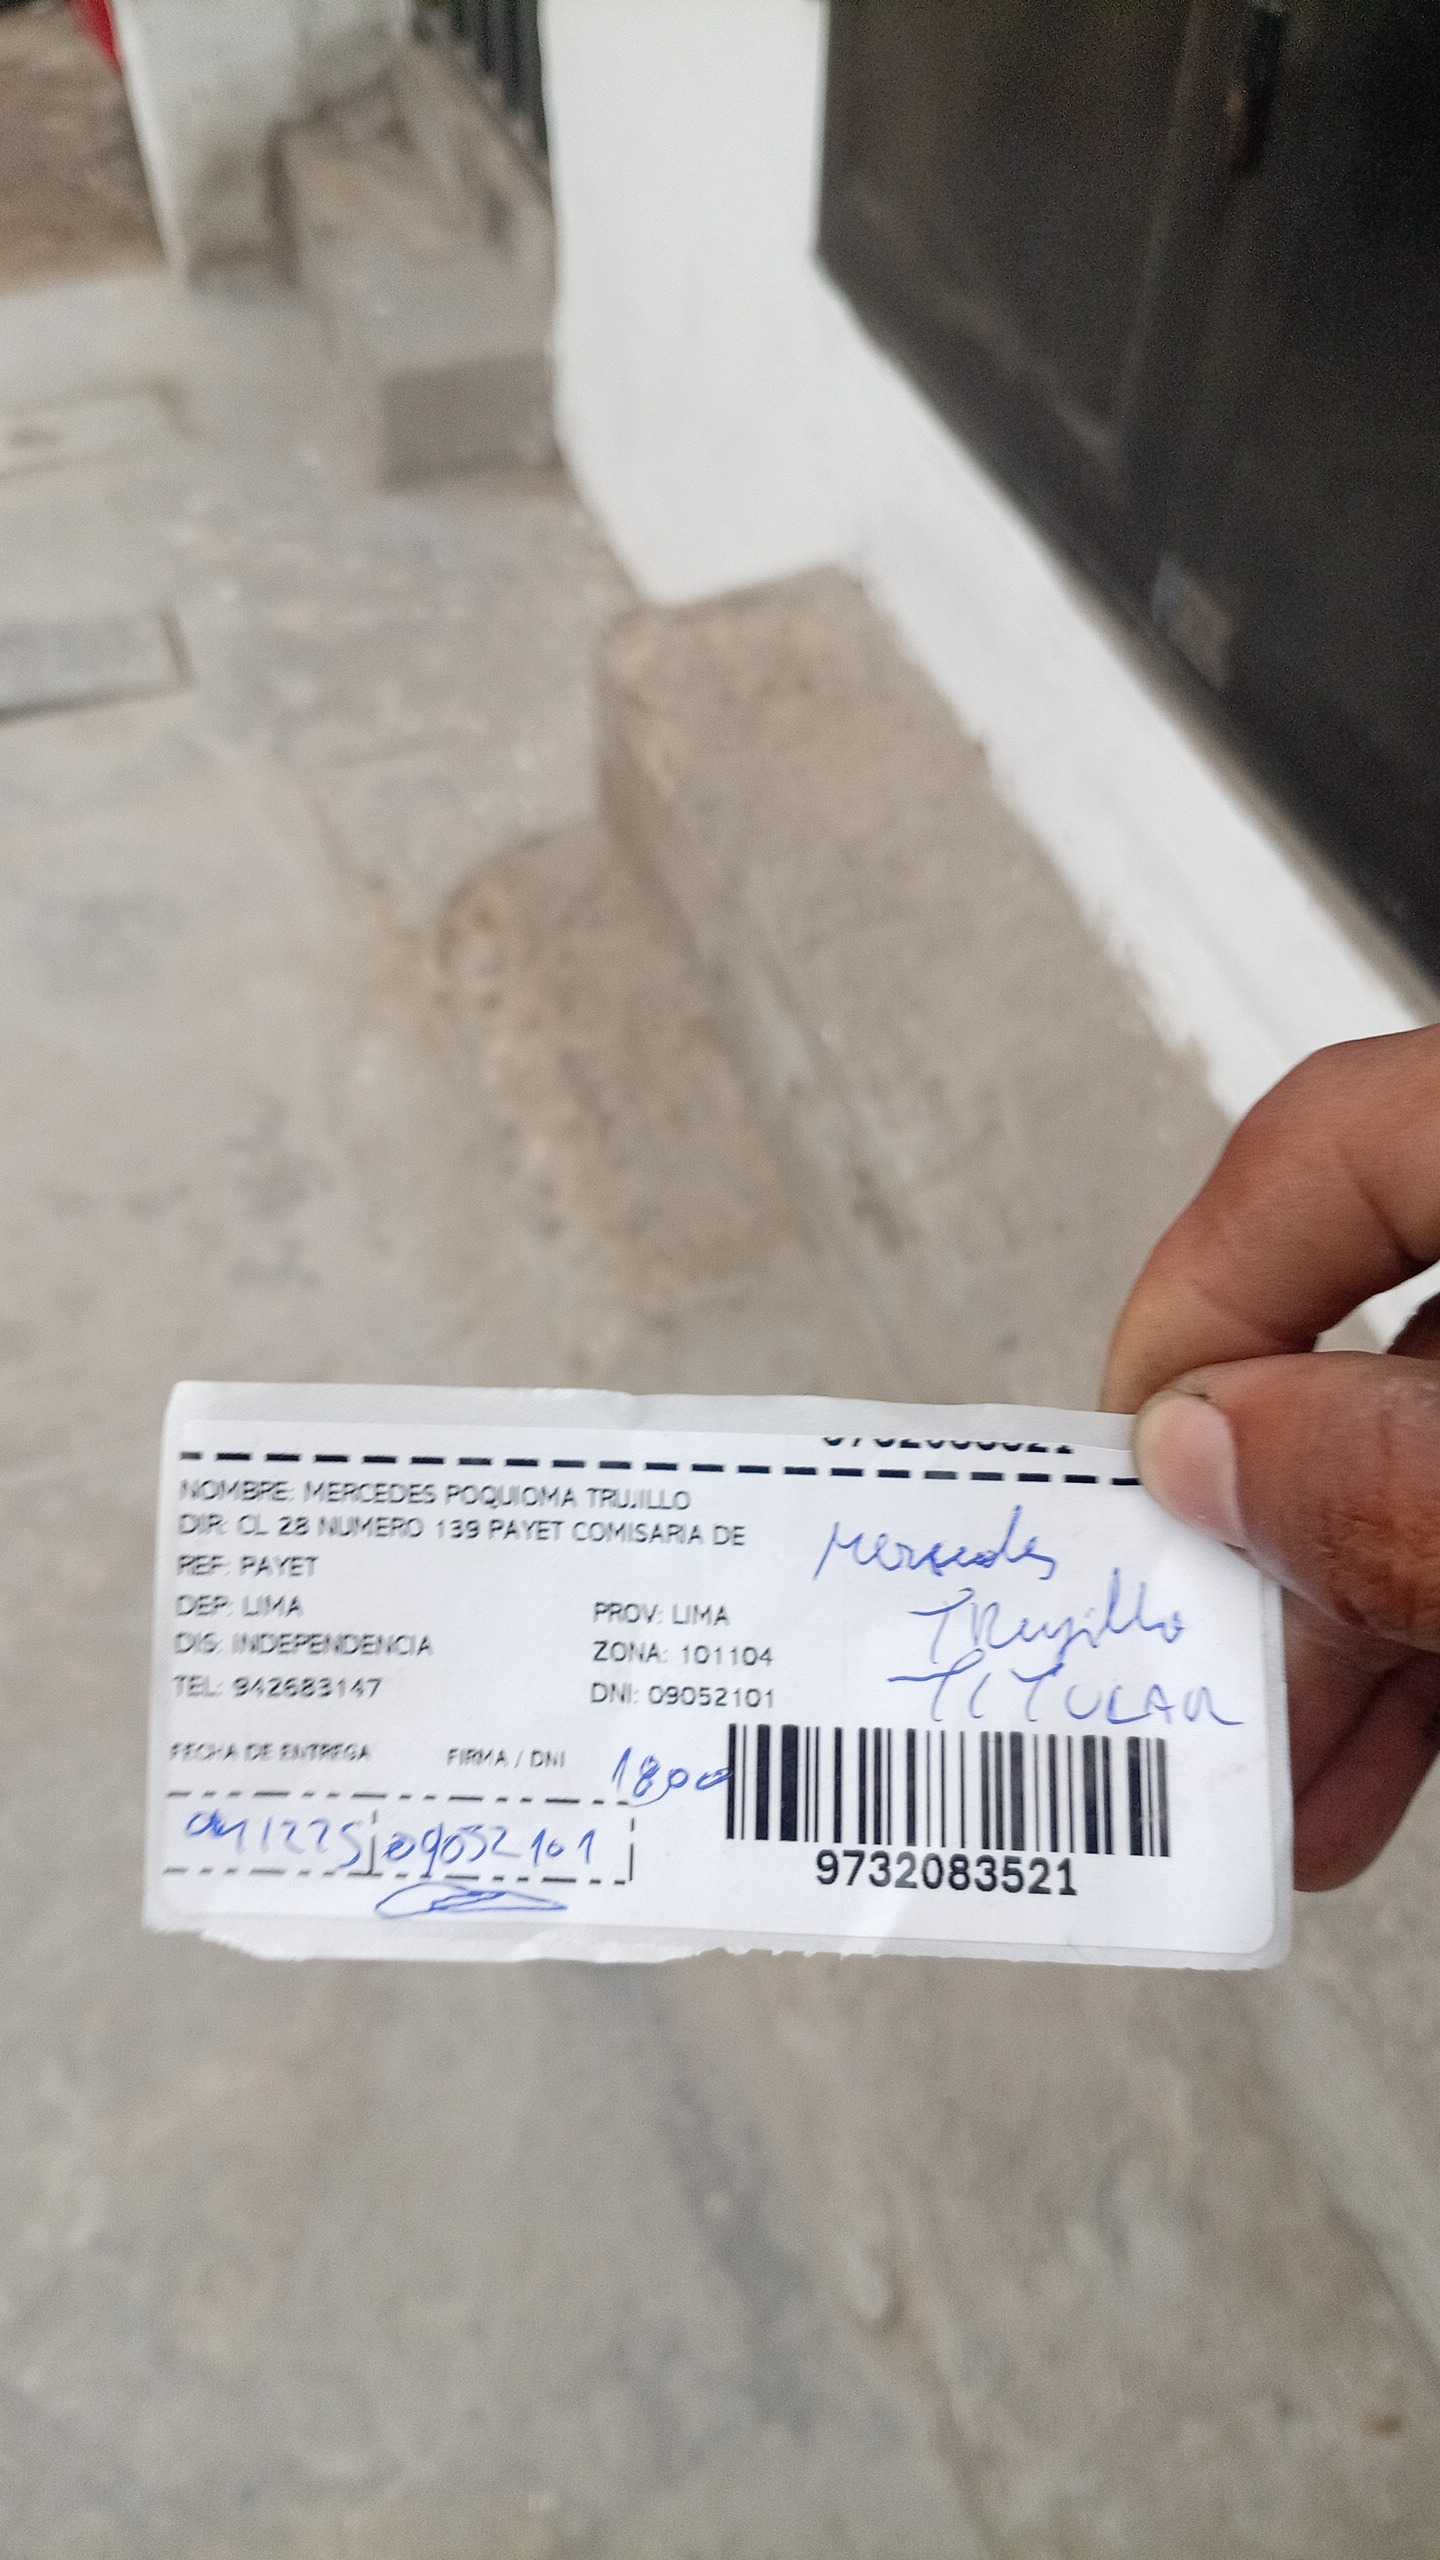 NOMBRE: MERCEDES POQUIOMA TRUJILLO
DIR: CL 28 NUMERO 139 PAYET COMISARIA DE
REF: PAYET
DEP: LIMA PROV: LIMA
DIS: INDEPENDENCIA ZONA: 101104
TEL: 942683147 DNI: 09052101
Mercedes
TRujillo
TITULAR
FECHA DE ENTREGA FIRMA / DNI 1800
041225 09052101
9732083521